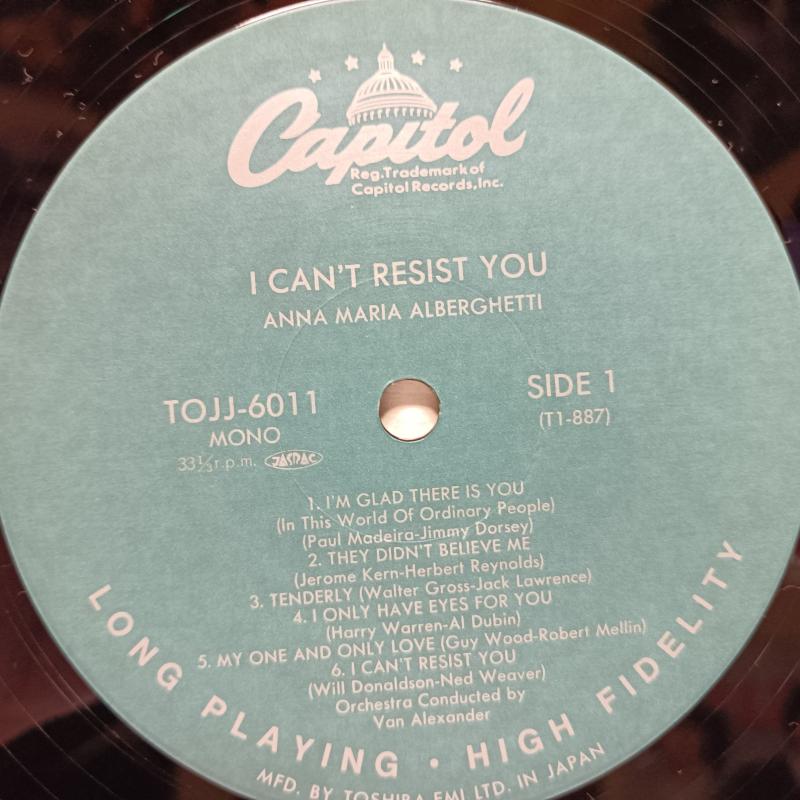 Capitol
Reg.Trademark of
Capitol Records,Inc.
I CAN'T RESIST YOU
ANNA MARIA ALBERGHETTI
TOJJ-6011
MONO
33⅓r.p.m. JASRAC
SIDE 1
(T1-887)
1. I'M GLAD THERE IS YOU
(In This World Of Ordinary People)
(Paul Madeira-Jimmy Dorsey)
2. THEY DIDN'T BELIEVE ME
(Jerome Kern-Herbert Reynolds)
3. TENDERLY (Walter Gross-Jack Lawrence)
4. I ONLY HAVE EYES FOR YOU
(Harry Warren-Al Dubin)
5. MY ONE AND ONLY LOVE (Guy Wood-Robert Mellin)
6. I CAN'T RESIST YOU
(Will Donaldson-Ned Weaver)
Orchestra Conducted by
Van Alexander
LONG PLAYING • HIGH FIDELITY
MFD. BY TOSHIBA EMI LTD. IN JAPAN